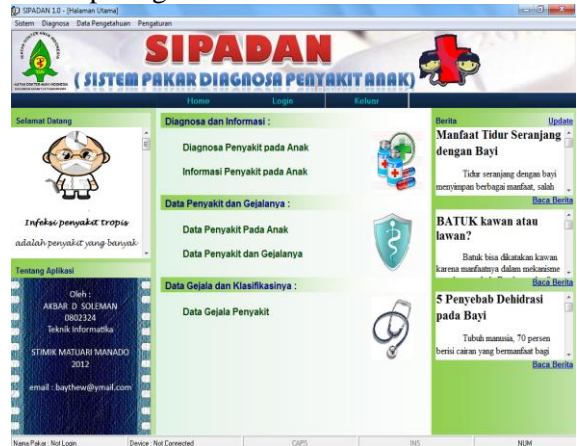 SIPADAN 1.0 - [Halaman Utama]
Sistem Diagnosa Data Pengetahuan Pengaturan
SIPADAN
( SISTEM PAKAR DIAGNOSA PENYAKIT ANAK)
Home Login Keluar
Selamat Datang
Infeksi penyakit tropis
adalah penyakit yang banyak
Tentang Aplikasi
Oleh :
AKBAR D SOLEMAN
0802324
Teknik Informatika
STIMIK MATUARI MANADO
2012
email : baythew@ymail.com
Diagnosa dan Informasi :
Diagnosa Penyakit pada Anak
Informasi Penyakit pada Anak
Data Penyakit dan Gejalanya :
Data Penyakit Pada Anak
Data Penyakit dan Gejalanya
Data Gejala dan Klasifikasinya :
Data Gejala Penyakit
Berita Update
Manfaat Tidur Seranjang
dengan Bayi
Tidur seranjang dengan bayi
menyimpan berbagai manfaat, salah
Baca Berita
BATUK kawan atau
lawan?
Batuk bisa dikatakan kawan
karena manfaatnya dalam mekanisme
Baca Berita
5 Penyebab Dehidrasi
pada Bayi
Tubuh manusia, 70 persen
berisi cairan yang bermanfaat bagi
Baca Berita
Nama Pakar : Not Login Device : Not Connected CAPS INS NUM